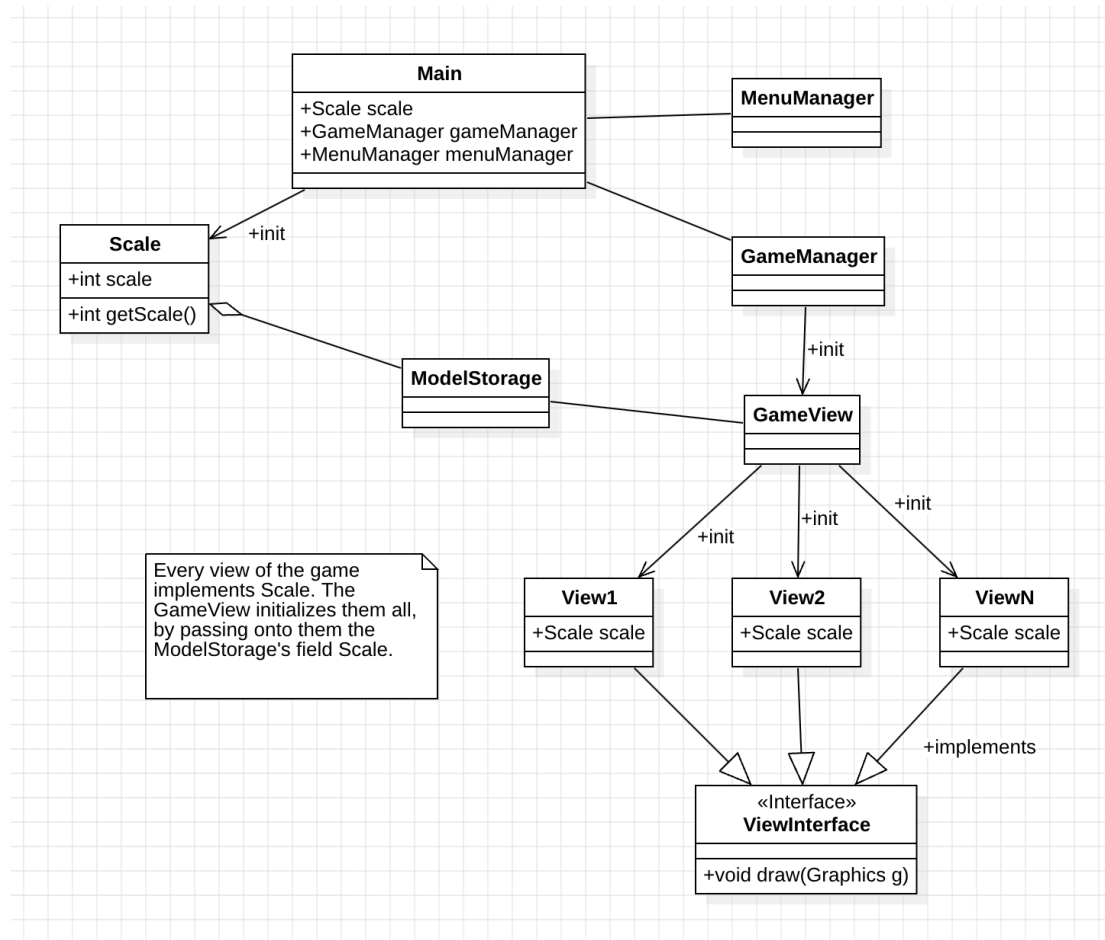 Main
+Scale scale
+GameManager gameManager
+MenuManager menuManager
MenuManager
+init
Scale
+int scale
+int getScale()
GameManager
+init
ModelStorage
GameView
+init
+init
+init
Every view of the game
implements Scale. The
GameView initializes them all,
by passing onto them the
ModelStorage's field Scale.
View1
+Scale scale
View2
+Scale scale
ViewN
+Scale scale
+implements
«Interface»
ViewInterface
+void draw(Graphics g)